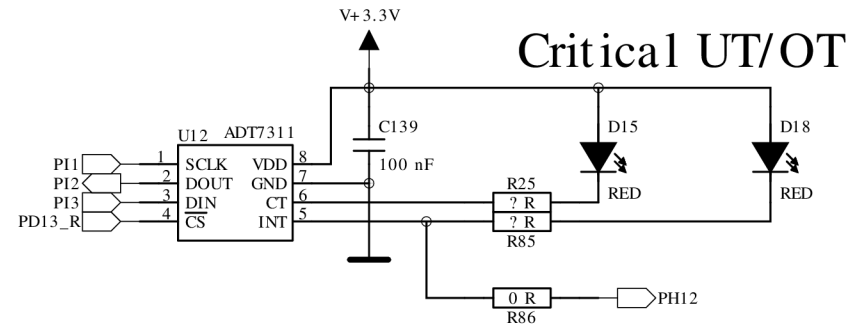 V+3.3V
Critical UT/OT
U12 ADT7311
C139
100 nF
D15
D18
RED
RED
PI1 1 SCLK VDD 8
PI2 2 DOUT GND 7
PI3 3 DIN CT 6
PD13_R 4 CS INT 5
R25
? R
? R
R85
0 R
R86
PH12